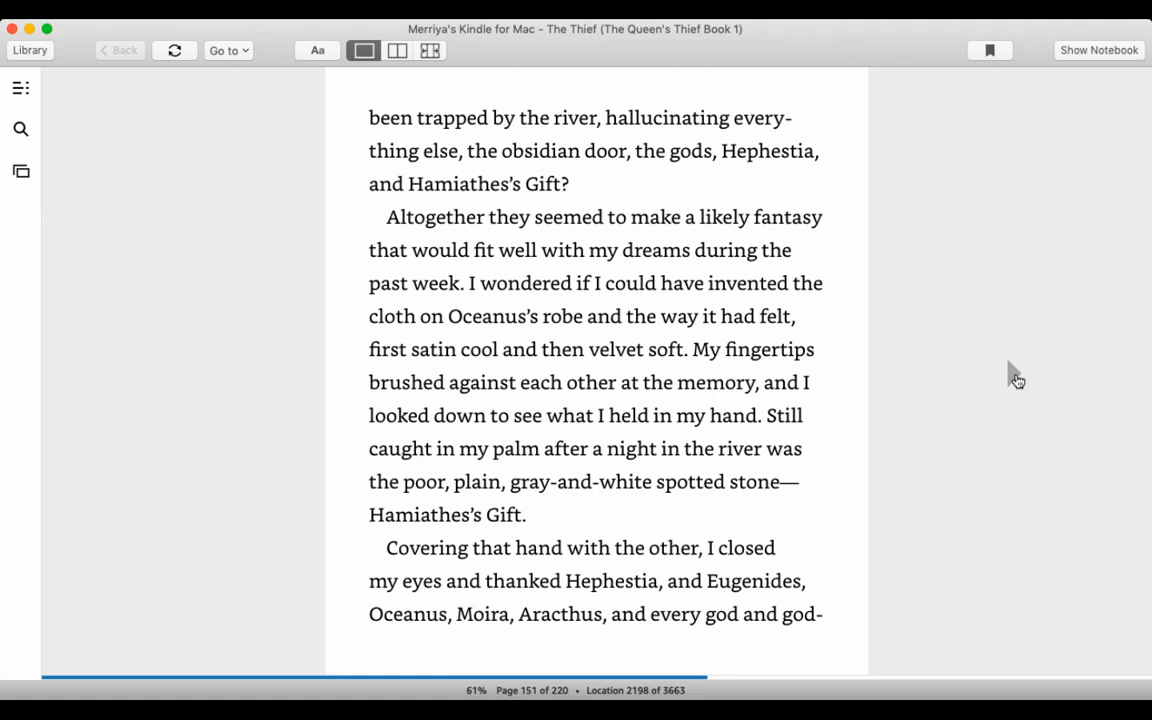 Merriya's Kindle for Mac - The Thief (The Queen's Thief Book 1)
Library
Back
Go to
Aa
Show Notebook
been trapped by the river, hallucinating every-
thing else, the obsidian door, the gods, Hephestia,
and Hamiathes’s Gift?
Altogether they seemed to make a likely fantasy
that would fit well with my dreams during the
past week. I wondered if I could have invented the
cloth on Oceanus’s robe and the way it had felt,
first satin cool and then velvet soft. My fingertips
brushed against each other at the memory, and I
looked down to see what I held in my hand. Still
caught in my palm after a night in the river was
the poor, plain, gray-and-white spotted stone—
Hamiathes’s Gift.
Covering that hand with the other, I closed
my eyes and thanked Hephestia, and Eugenides,
Oceanus, Moira, Aracthus, and every god and god-
61% Page 151 of 220 • Location 2198 of 3663